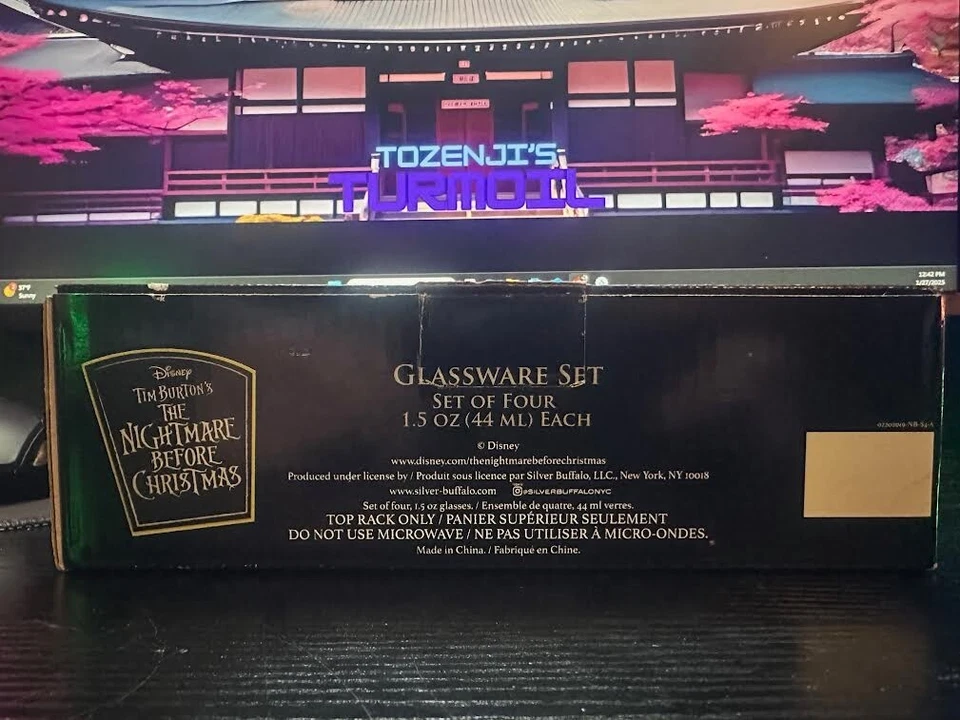 TOZENJI'S
TURMOIL
57°F
Sunny
12:42 PM
1/27/2025
Disney
TIM BURTON'S
THE
NIGHTMARE
BEFORE
CHRISTMAS
GLASSWARE SET
SET OF FOUR
1.5 OZ (44 ML) EACH
© Disney
www.disney.com/thenightmarebeforechristmas
Produced under license by / Produit sous licence par Silver Buffalo, LLC., New York, NY 10018
www.silver-buffalo.com @SILVERBUFFALONYC
Set of four, 1.5 oz glasses. / Ensemble de quatre, 44 ml verres.
TOP RACK ONLY / PANIER SUPÉRIEUR SEULEMENT
DO NOT USE MICROWAVE / NE PAS UTILISER À MICRO-ONDES.
Made in China. / Fabriqué en Chine.